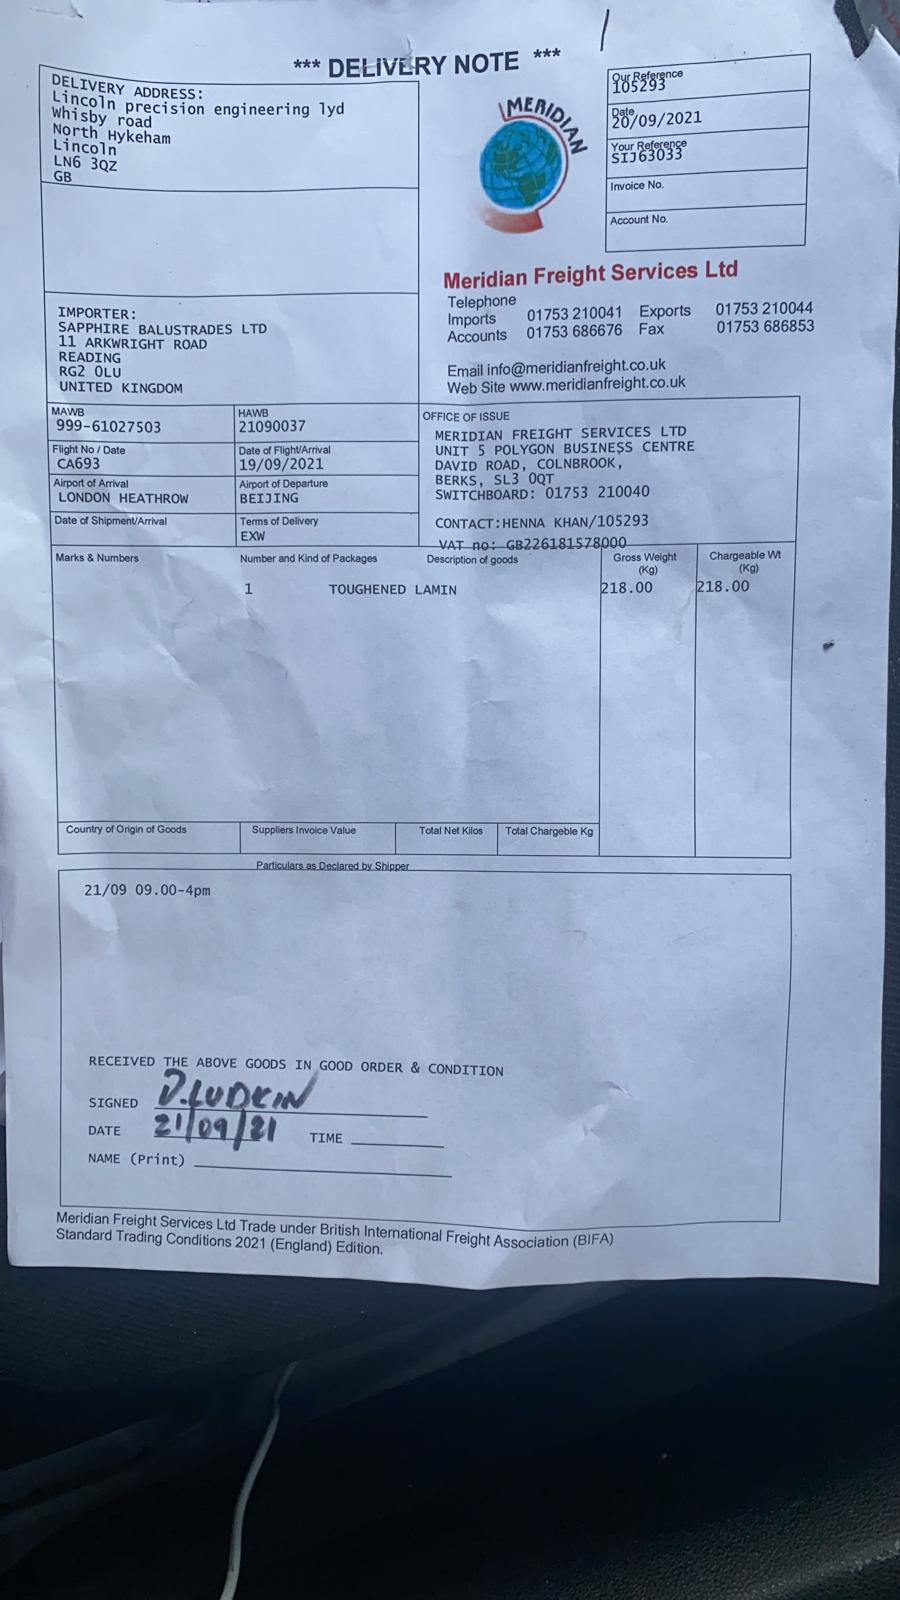 *** DELIVERY NOTE ***
DELIVERY ADDRESS:
Lincoln precision engineering lyd
Whisby road
North Hykeham
Lincoln
LN6 3QZ
GB
MERIDIAN
Our Reference
105293
Date
20/09/2021
Your Reference
SIJ63033
Invoice No.
Account No.
Meridian Freight Services Ltd
Telephone
Imports 01753 210041 Exports 01753 210044
Accounts 01753 686676 Fax 01753 686853
Email info@meridianfreight.co.uk
Web Site www.meridianfreight.co.uk
IMPORTER:
SAPPHIRE BALUSTRADES LTD
11 ARKWRIGHT ROAD
READING
RG2 0LU
UNITED KINGDOM
MAWB HAWB
999-61027503 21090037
Flight No / Date Date of Flight/Arrival
CA693 19/09/2021
Airport of Arrival Airport of Departure
LONDON HEATHROW BEIJING
Date of Shipment/Arrival Terms of Delivery
EXW
OFFICE OF ISSUE
MERIDIAN FREIGHT SERVICES LTD
UNIT 5 POLYGON BUSINESS CENTRE
DAVID ROAD, COLNBROOK,
BERKS, SL3 0QT
SWITCHBOARD: 01753 210040
CONTACT:HENNA KHAN/105293
VAT no: GB226181578000
Marks & Numbers Number and Kind of Packages Description of goods Gross Weight (Kg) Chargeable Wt (Kg)
1 TOUGHENED LAMIN 218.00 218.00
Country of Origin of Goods Suppliers Invoice Value Total Net Kilos Total Chargeble Kg
Particulars as Declared by Shipper
21/09 09.00-4pm
RECEIVED THE ABOVE GOODS IN GOOD ORDER & CONDITION
SIGNED D.LUDKIN
DATE 21/09/21 TIME
NAME (Print)
Meridian Freight Services Ltd Trade under British International Freight Association (BIFA)
Standard Trading Conditions 2021 (England) Edition.